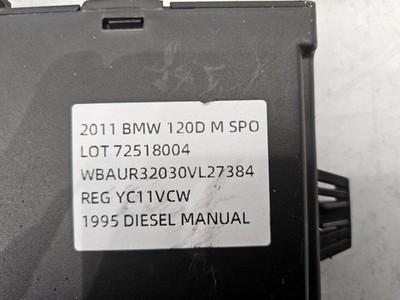 2011 BMW 120D M SPO
LOT 72518004
WBAUR32030VL27384
REG YC11VCW
1995 DIESEL MANUAL